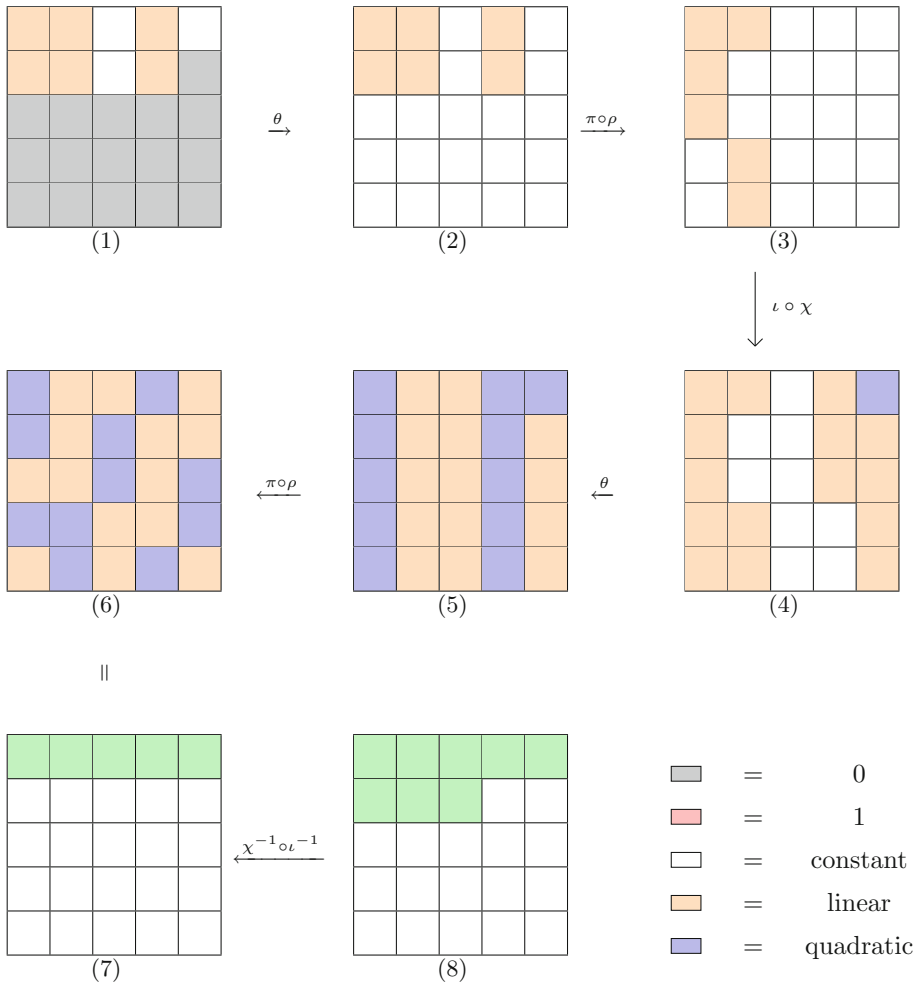 θ
π∘ρ
(1)
(2)
(3)
ι ∘ χ
π∘ρ
θ
(6)
(5)
(4)
=
χ⁻¹∘ι⁻¹
(7)
(8)
= 0
= 1
= constant
= linear
= quadratic